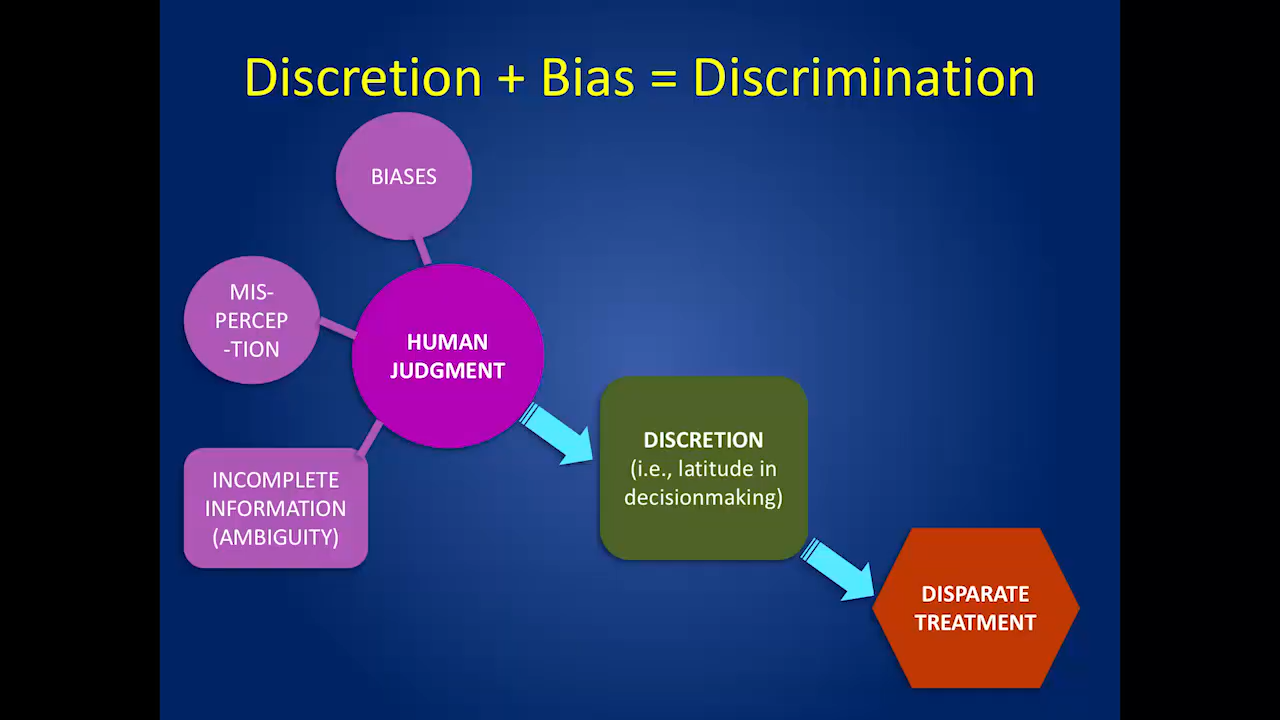 Discretion + Bias = Discrimination
BIASES
MIS-
PERCEP
-TION
HUMAN
JUDGMENT
INCOMPLETE
INFORMATION
(AMBIGUITY)
DISCRETION
(i.e., latitude in
decisionmaking)
DISPARATE
TREATMENT